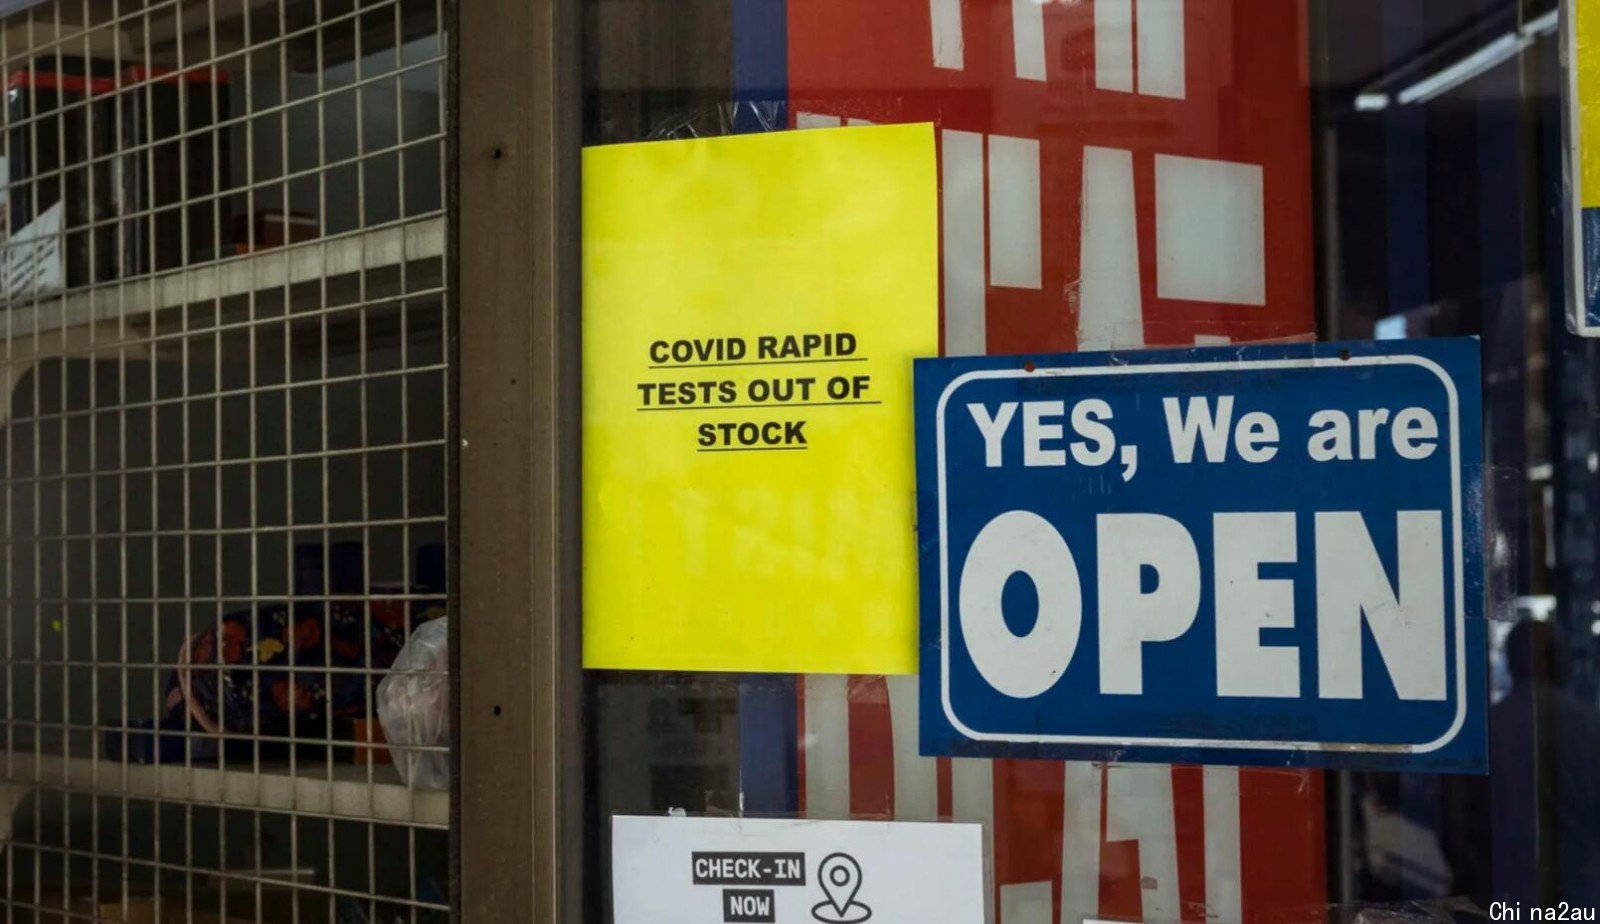 COVID RAPID
TESTS OUT OF
STOCK
YES, We are
OPEN
CHECK-IN
NOW
Chi na2au